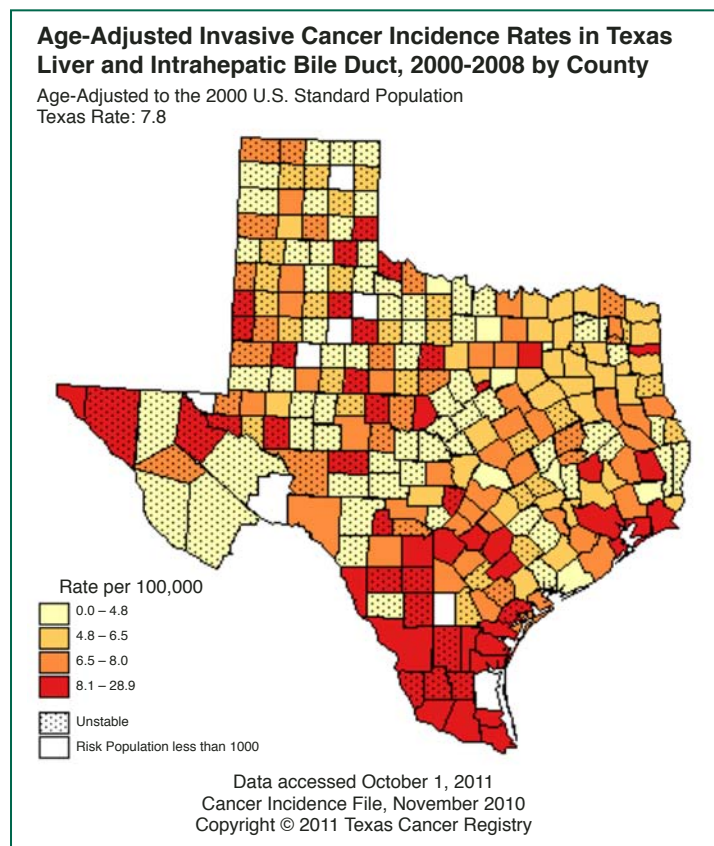 Age-Adjusted Invasive Cancer Incidence Rates in Texas
Liver and Intrahepatic Bile Duct, 2000-2008 by County
Age-Adjusted to the 2000 U.S. Standard Population
Texas Rate: 7.8
Rate per 100,000
0.0 – 4.8
4.8 – 6.5
6.5 – 8.0
8.1 – 28.9
Unstable
Risk Population less than 1000
Data accessed October 1, 2011
Cancer Incidence File, November 2010
Copyright © 2011 Texas Cancer Registry